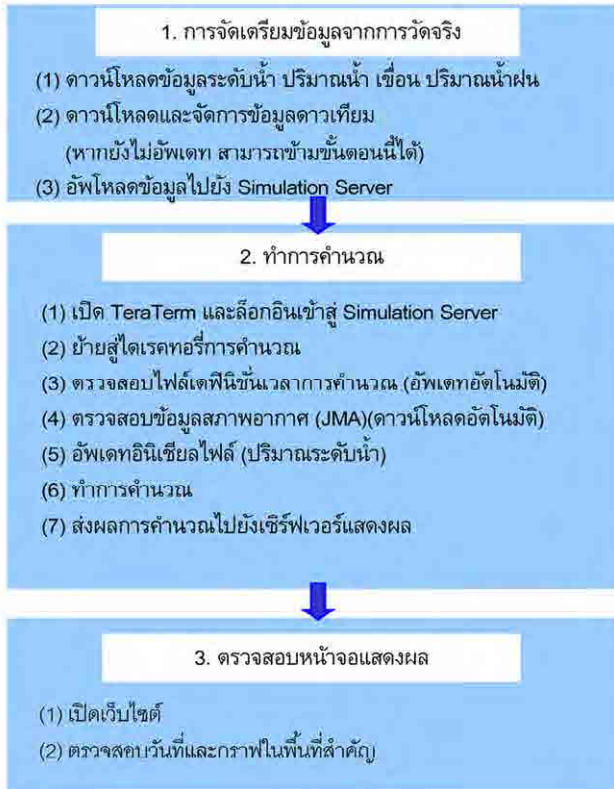 1. การจัดเตรียมข้อมูลจากการวัดจริง
(1) ดาวน์โหลดข้อมูลระดับน้ำ ปริมาณน้ำ เขื่อน ปริมาณน้ำฝน
(2) ดาวน์โหลดและจัดการข้อมูลดาวเทียม
(หากยังไม่อัพเดท สามารถข้ามขั้นตอนนี้ได้)
(3) อัพโหลดข้อมูลไปยัง Simulation Server
2. ทำการคำนวณ
(1) เปิด TeraTerm และล็อกอินเข้าสู่ Simulation Server
(2) ย้ายสู่ไดเรคทอรี่การคำนวณ
(3) ตรวจสอบไฟล์เดฟินิชั่นเวลาการคำนวณ (อัพเดทอัตโนมัติ)
(4) ตรวจสอบข้อมูลสภาพอากาศ (JMA)(ดาวน์โหลดอัตโนมัติ)
(5) อัพเดทอินิเชียลไฟล์ (ปริมาณระดับน้ำ)
(6) ทำการคำนวณ
(7) ส่งผลการคำนวณไปยังเซิร์ฟเวอร์แสดงผล
3. ตรวจสอบหน้าจอแสดงผล
(1) เปิดเว็บไซต์
(2) ตรวจสอบวันที่และกราฟในพื้นที่สำคัญ